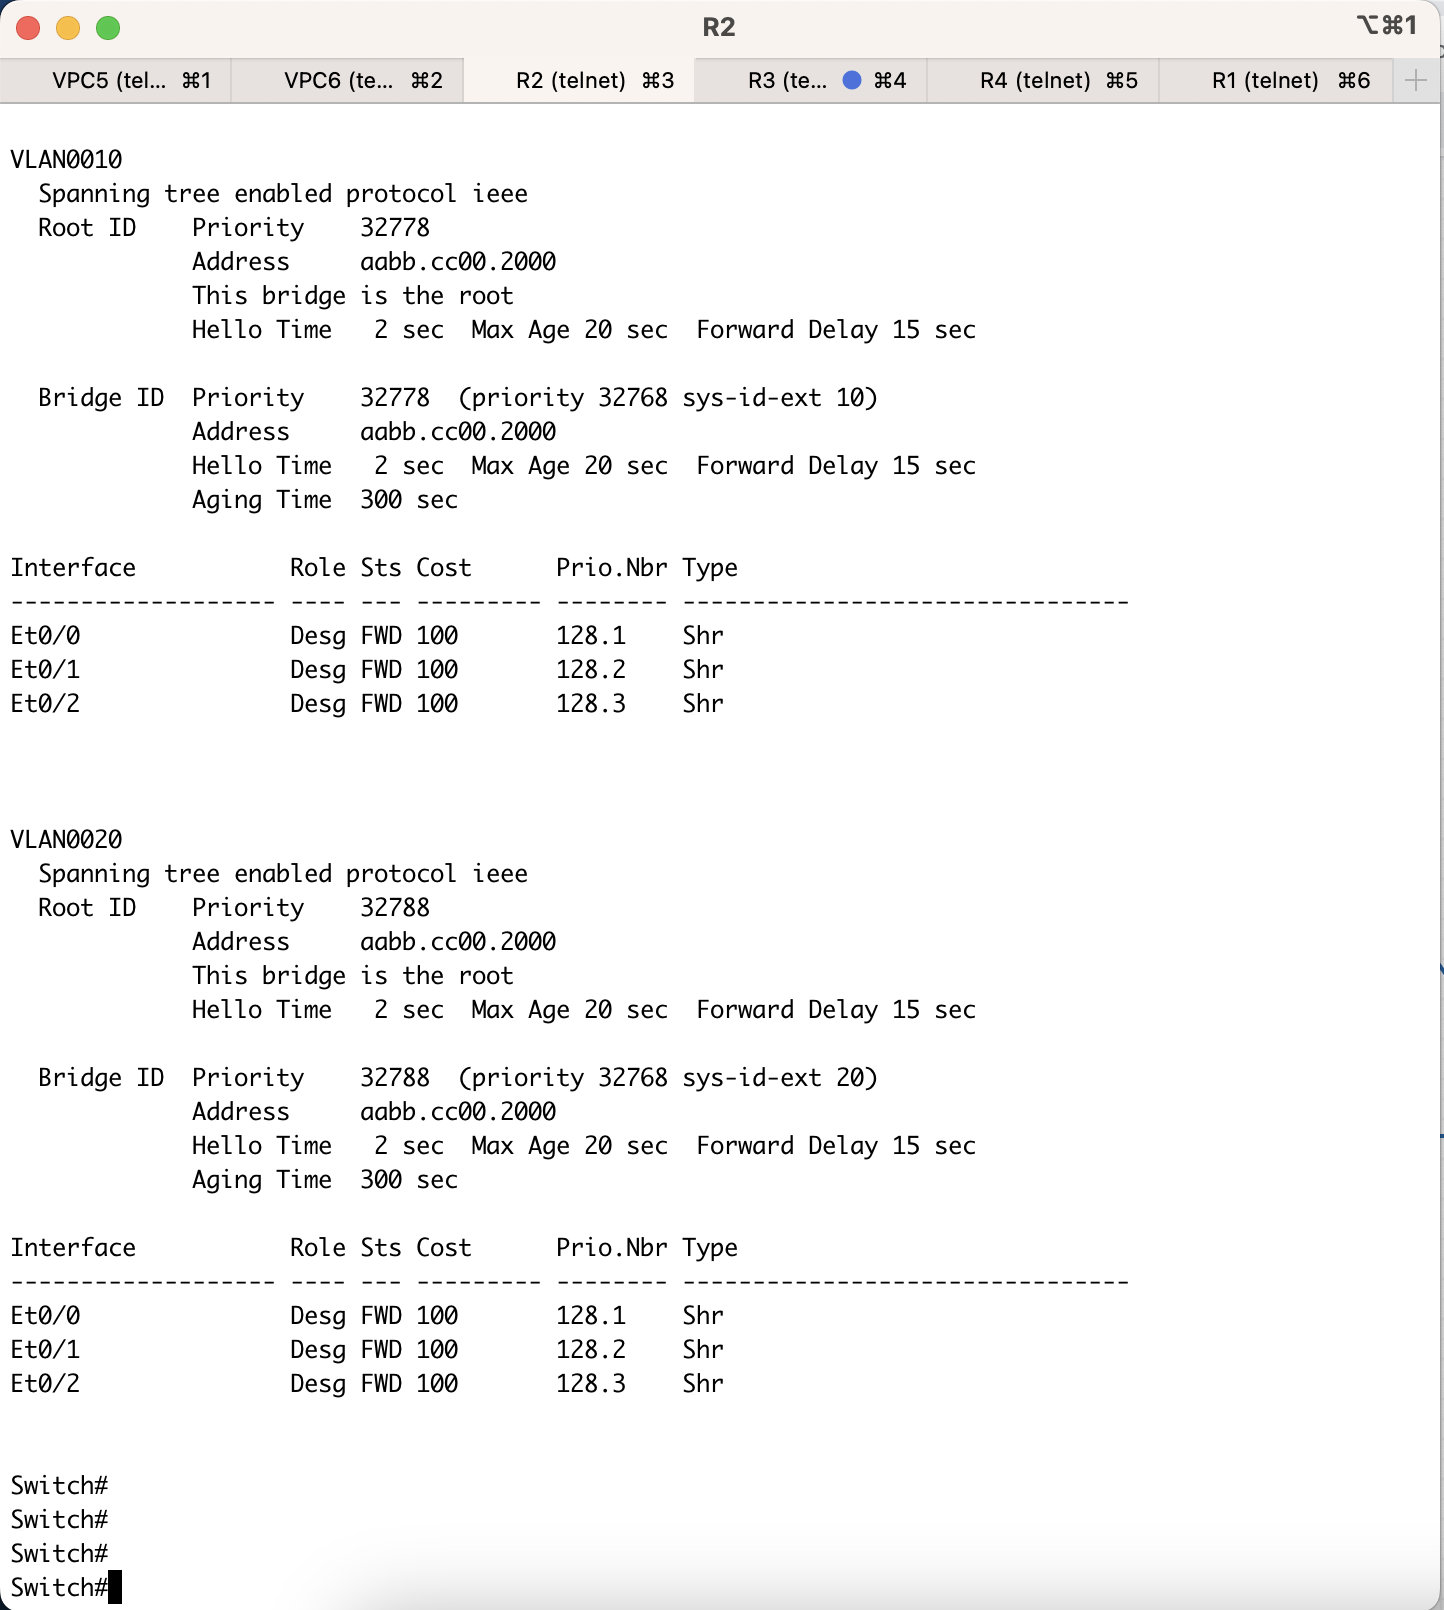 R2
⌥⌘1
VPC5 (tel... ⌘1 VPC6 (te... ⌘2 R2 (telnet) ⌘3 R3 (te... ⌘4 R4 (telnet) ⌘5 R1 (telnet) ⌘6 +
VLAN0010
  Spanning tree enabled protocol ieee
  Root ID    Priority    32778
             Address     aabb.cc00.2000
             This bridge is the root
             Hello Time   2 sec  Max Age 20 sec  Forward Delay 15 sec

  Bridge ID  Priority    32778  (priority 32768 sys-id-ext 10)
             Address     aabb.cc00.2000
             Hello Time   2 sec  Max Age 20 sec  Forward Delay 15 sec
             Aging Time  300 sec

Interface           Role Sts Cost      Prio.Nbr Type
------------------- ---- --- --------- -------- --------------------------------
Et0/0               Desg FWD 100       128.1    Shr
Et0/1               Desg FWD 100       128.2    Shr
Et0/2               Desg FWD 100       128.3    Shr

VLAN0020
  Spanning tree enabled protocol ieee
  Root ID    Priority    32788
             Address     aabb.cc00.2000
             This bridge is the root
             Hello Time   2 sec  Max Age 20 sec  Forward Delay 15 sec

  Bridge ID  Priority    32788  (priority 32768 sys-id-ext 20)
             Address     aabb.cc00.2000
             Hello Time   2 sec  Max Age 20 sec  Forward Delay 15 sec
             Aging Time  300 sec

Interface           Role Sts Cost      Prio.Nbr Type
------------------- ---- --- --------- -------- --------------------------------
Et0/0               Desg FWD 100       128.1    Shr
Et0/1               Desg FWD 100       128.2    Shr
Et0/2               Desg FWD 100       128.3    Shr

Switch#
Switch#
Switch#
Switch#